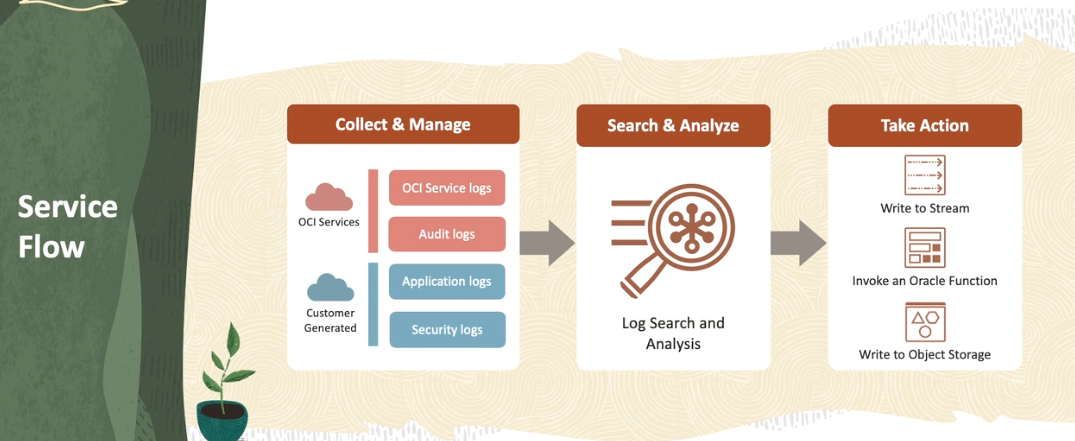 Service
Flow
Collect & Manage
OCI Services
OCI Service logs
Audit logs
Customer
Generated
Application logs
Security logs
Search & Analyze
Log Search and
Analysis
Take Action
Write to Stream
Invoke an Oracle Function
Write to Object Storage